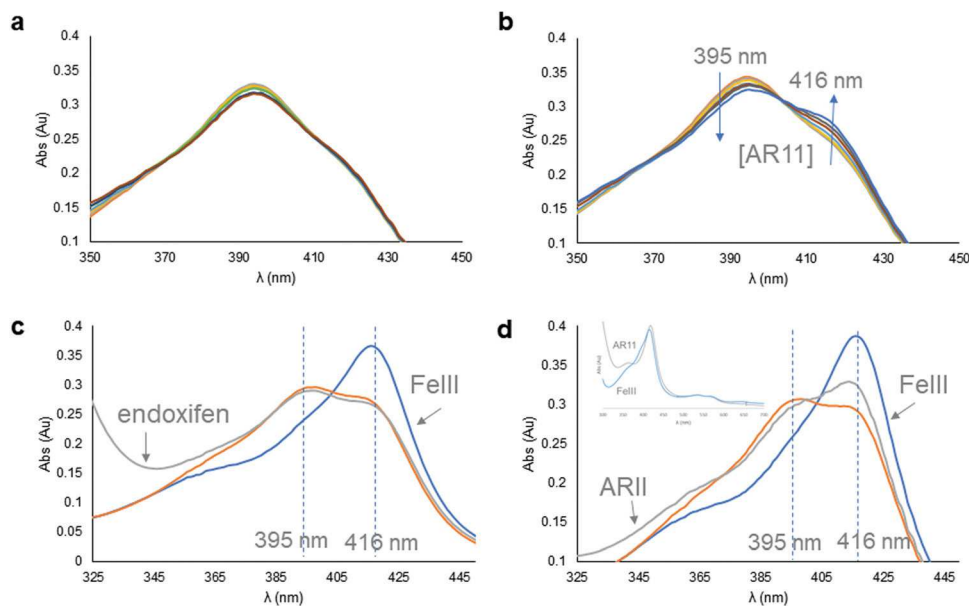 a
0.4
0.35
0.3
0.25
0.2
0.15
0.1
Abs (Au)
350 370 390 410 430 450
λ (nm)
b
0.4
0.35
0.3
0.25
0.2
0.15
0.1
Abs (Au)
395 nm
416 nm
[AR11]
350 370 390 410 430 450
λ (nm)
c
0.4
0.35
0.3
0.25
0.2
0.15
0.1
0.05
0
Abs (Au)
FeIII
endoxifen
395 nm
416 nm
325 345 365 385 405 425 445
λ (nm)
d
0.4
0.35
0.3
0.25
0.2
0.15
0.1
Abs (Au)
AR11
FeIII
Abs (Au)
λ (nm)
FeIII
ARII
395 nm
416 nm
325 345 365 385 405 425 445
λ (nm)